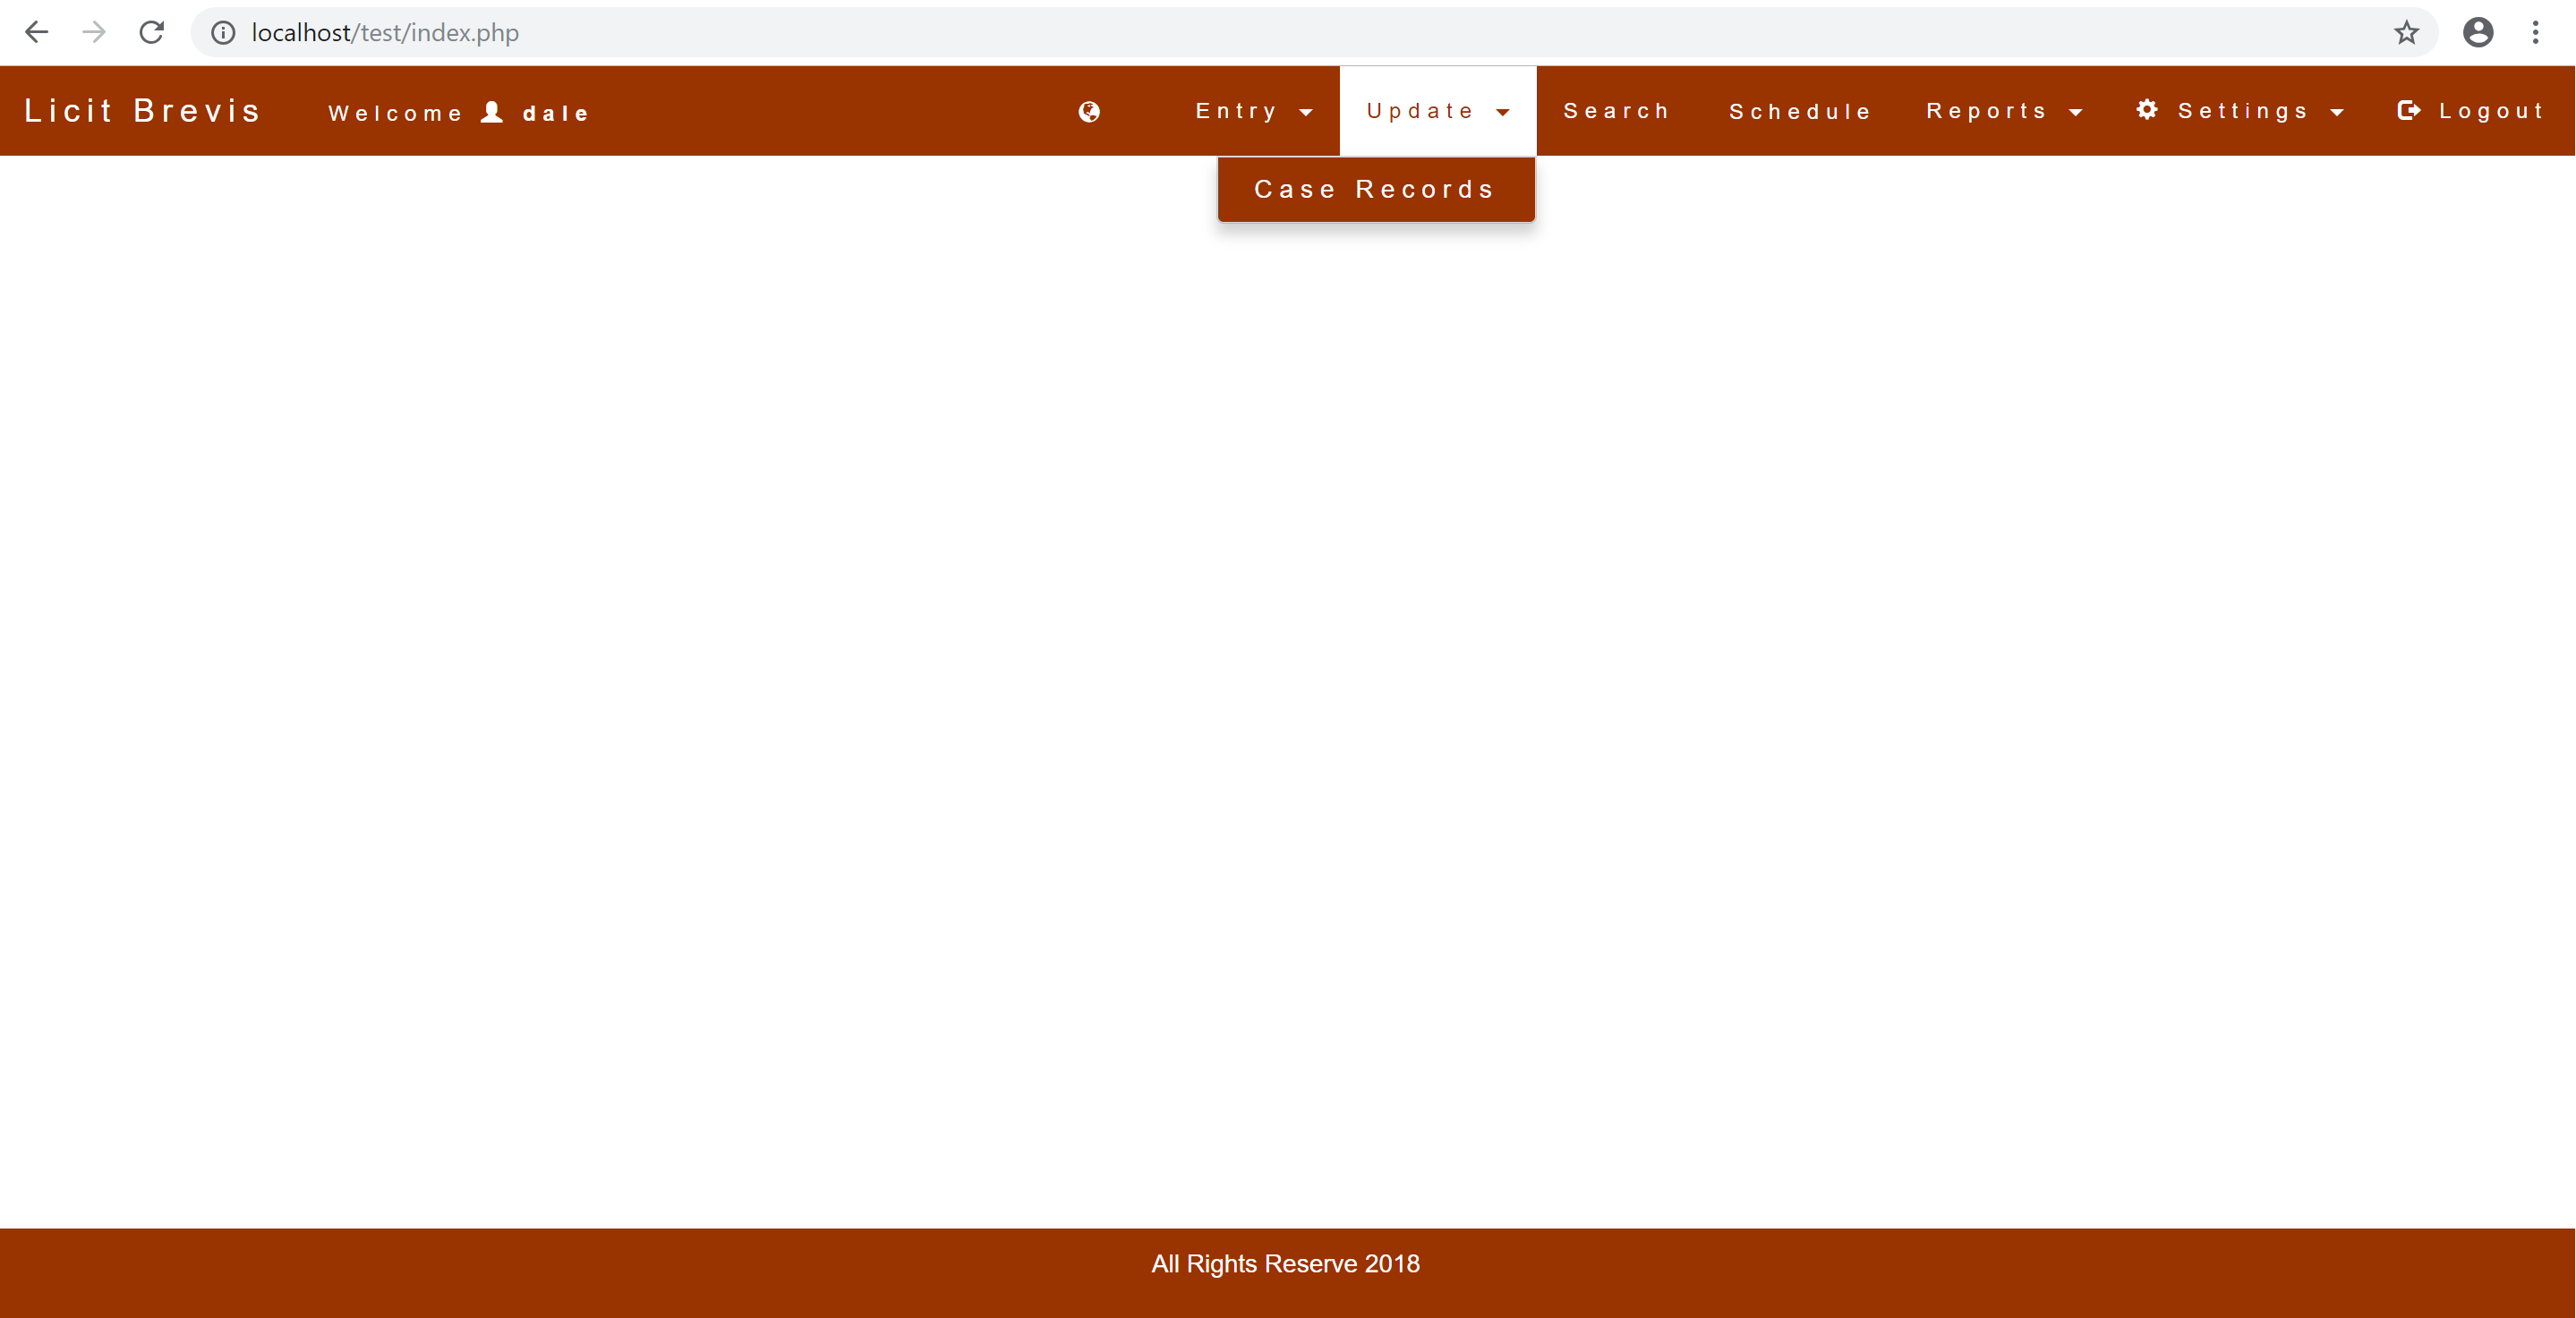 localhost/test/index.php
Licit Brevis Welcome dale Entry Update Search Schedule Reports Settings Logout
Case Records
All Rights Reserve 2018